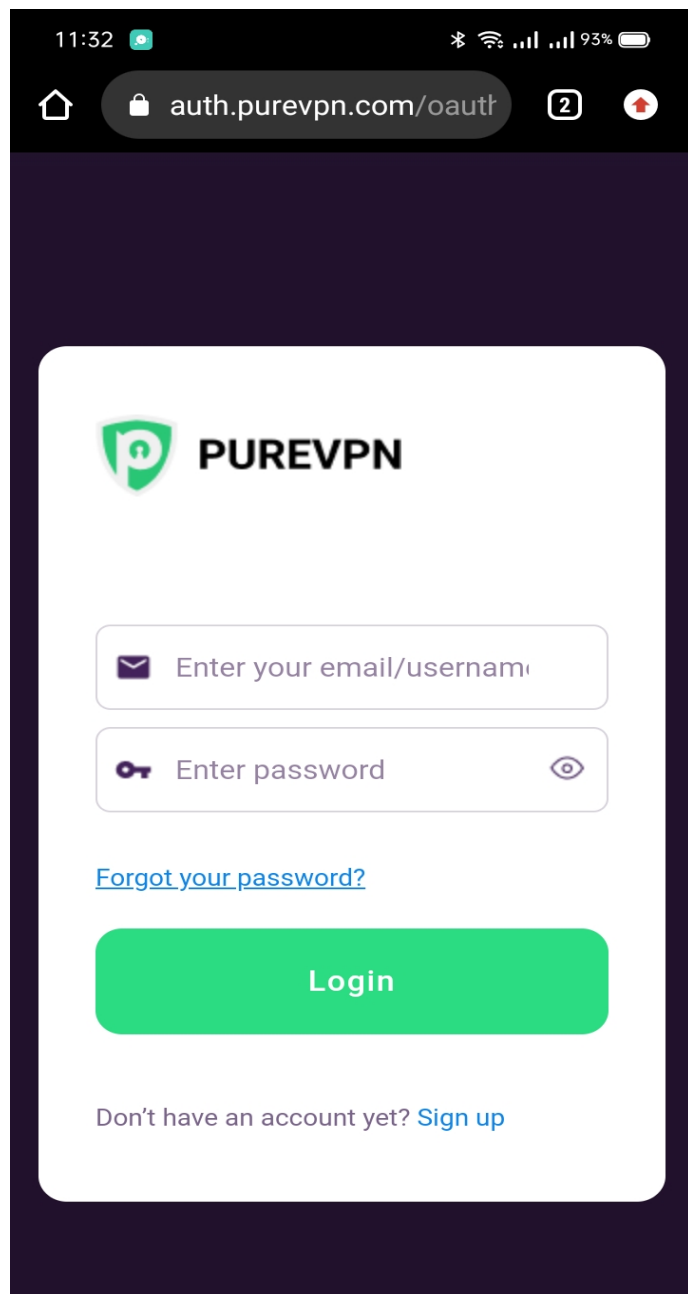 11:32
93%
auth.purevpn.com/oauth
2
PUREVPN
Enter your email/usernam
Enter password
Forgot your password?
Login
Don't have an account yet? Sign up